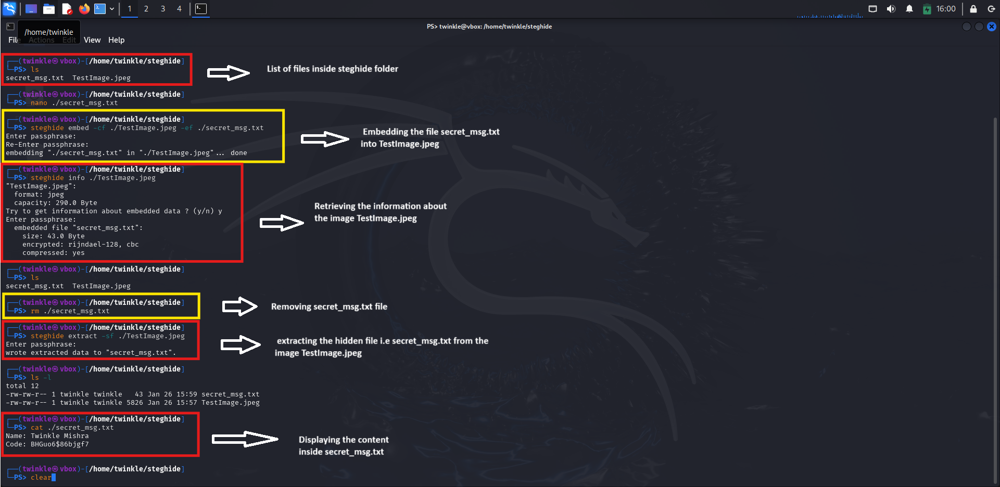 1 2 3 4
16:00
PS> twinkle@vbox: /home/twinkle/steghide
/home/twinkle
File Actions Edit View Help
(twinkle㉿vbox)-[/home/twinkle/steghide]
PS> ls
secret_msg.txt TestImage.jpeg
List of files inside steghide folder
(twinkle㉿vbox)-[/home/twinkle/steghide]
PS> nano ./secret_msg.txt
(twinkle㉿vbox)-[/home/twinkle/steghide]
PS> steghide embed -cf ./TestImage.jpeg -ef ./secret_msg.txt
Enter passphrase:
Re-Enter passphrase:
embedding "./secret_msg.txt" in "./TestImage.jpeg"... done
Embedding the file secret_msg.txt
into TestImage.jpeg
(twinkle㉿vbox)-[/home/twinkle/steghide]
PS> steghide info ./TestImage.jpeg
"TestImage.jpeg":
format: jpeg
capacity: 290.0 Byte
Try to get information about embedded data ? (y/n) y
Enter passphrase:
embedded file "secret_msg.txt":
size: 43.0 Byte
encrypted: rijndael-128, cbc
compressed: yes
Retrieving the information about
the image TestImage.jpeg
(twinkle㉿vbox)-[/home/twinkle/steghide]
PS> ls
secret_msg.txt TestImage.jpeg
(twinkle㉿vbox)-[/home/twinkle/steghide]
PS> rm ./secret_msg.txt
Removing secret_msg.txt file
(twinkle㉿vbox)-[/home/twinkle/steghide]
PS> steghide extract -sf ./TestImage.jpeg
Enter passphrase:
wrote extracted data to "secret_msg.txt".
extracting the hidden file i.e secret_msg.txt from the
image TestImage.jpeg
(twinkle㉿vbox)-[/home/twinkle/steghide]
PS> ls -l
total 12
-rw-rw-r-- 1 twinkle twinkle 43 Jan 26 15:59 secret_msg.txt
-rw-rw-r-- 1 twinkle twinkle 5826 Jan 26 15:57 TestImage.jpeg
(twinkle㉿vbox)-[/home/twinkle/steghide]
PS> cat ./secret_msg.txt
Name: Twinkle Mishra
Code: BHGuo6$86bjgf7
Displaying the content
inside secret_msg.txt
(twinkle㉿vbox)-[/home/twinkle/steghide]
PS> clear